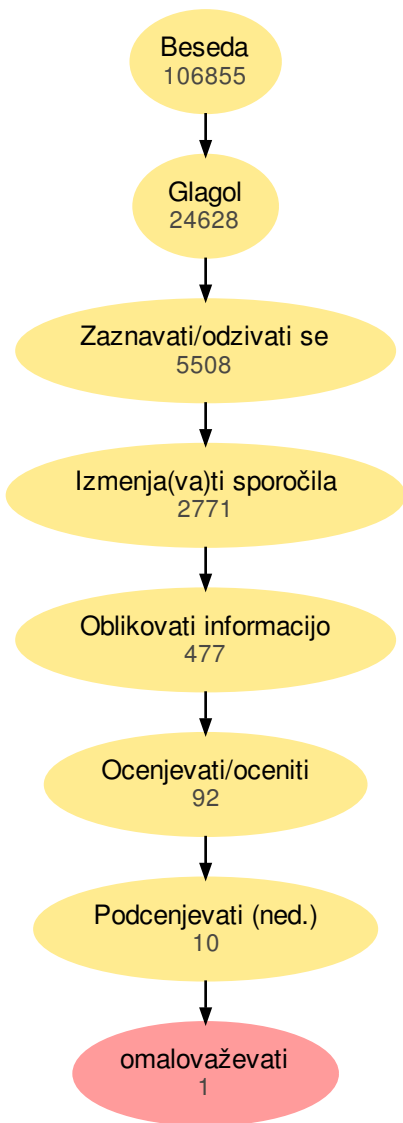 Beseda
106855
Glagol
24628
Zaznavati/odzivati se
5508
Izmenja(va)ti sporočila
2771
Oblikovati informacijo
477
Ocenjevati/oceniti
92
Podcenjevati (ned.)
10
omalovaževati
1